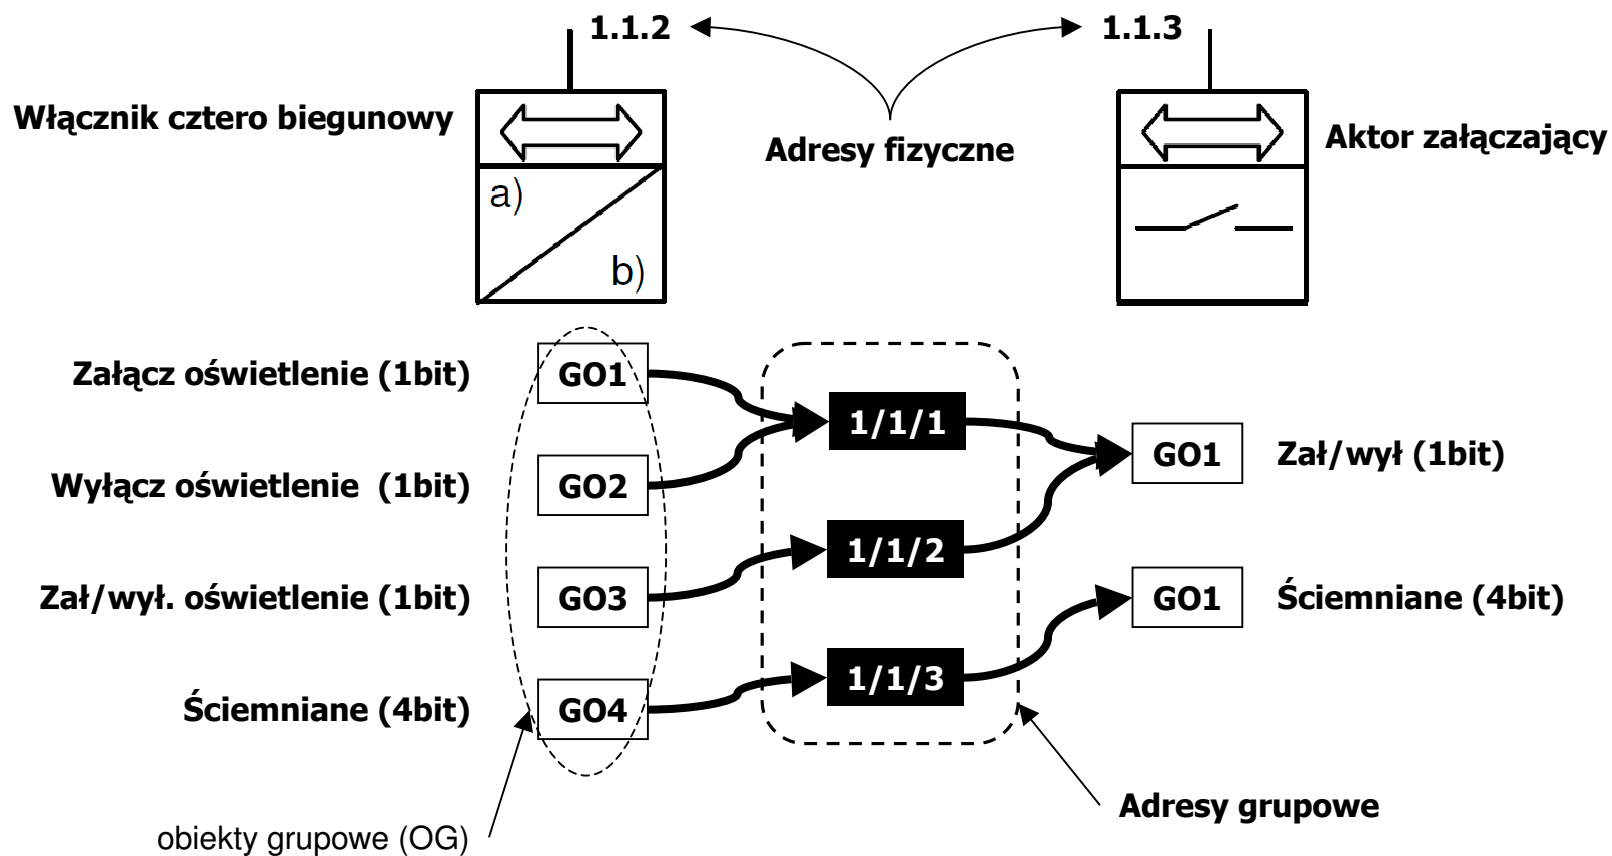 1.1.2
1.1.3
Włącznik cztero biegunowy
Adresy fizyczne
Aktor załączający
a)
b)
Załącz oświetlenie (1bit)
GO1
1/1/1
GO1
Zał/wył (1bit)
Wyłącz oświetlenie (1bit)
GO2
1/1/2
Zał/wył. oświetlenie (1bit)
GO3
GO1
Ściemniane (4bit)
1/1/3
Ściemniane (4bit)
GO4
Adresy grupowe
obiekty grupowe (OG)